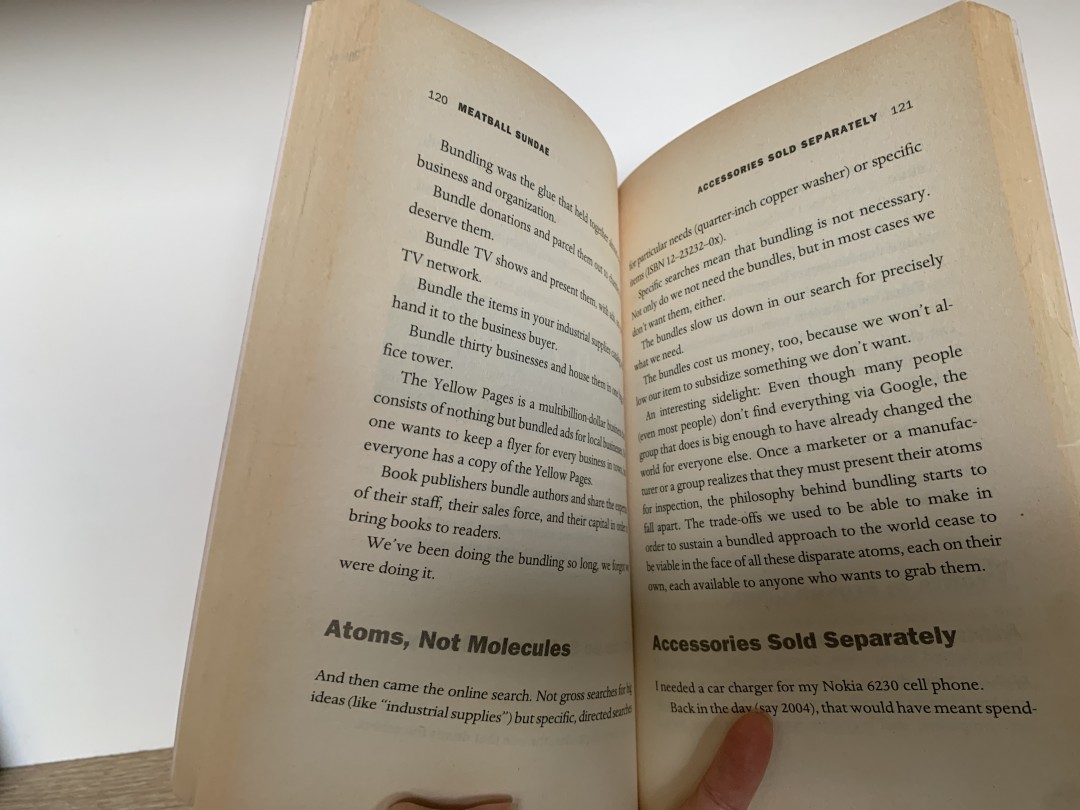 120 MEATBALL SUNDAE
Bundling was the glue that held together
business and organization.
Bundle donations and parcel them out to
deserve them.
Bundle TV shows and present them, with ads
TV network.
Bundle the items in your industrial supplies
hand it to the business buyer.
Bundle thirty businesses and house them in one
fice tower.
The Yellow Pages is a multibillion-dollar business
consists of nothing but bundled ads for local businesses.
one wants to keep a flyer for every business in town,
everyone has a copy of the Yellow Pages.
Book publishers bundle authors and share the
of their staff, their sales force, and their capital in
bring books to readers.
We've been doing the bundling so long, we forgot
were doing it.
Atoms, Not Molecules
And then came the online search. Not gross searches for big
ideas (like "industrial supplies") but specific, directed searches
ACCESSORIES SOLD SEPARATELY 121
for particular needs (quarter-inch copper washer) or specific
items (ISBN 12-23232-0x).
Specific searches mean that bundling is not necessary.
Not only do we not need the bundles, but in most cases we
don't want them, either.
The bundles slow us down in our search for precisely
what we need.
The bundles cost us money, too, because we won't al-
low our item to subsidize something we don't want.
An interesting sidelight: Even though many people
(even most people) don't find everything via Google, the
group that does is big enough to have already changed the
world for everyone else. Once a marketer or a manufac-
turer or a group realizes that they must present their atoms
for inspection, the philosophy behind bundling starts to
fall apart. The trade-offs we used to be able to make in
order to sustain a bundled approach to the world cease to
be viable in the face of all these disparate atoms, each on their
own, each available to anyone who wants to grab them.
Accessories Sold Separately
I needed a car charger for my Nokia 6230 cell phone.
Back in the day (say 2004), that would have meant spend-